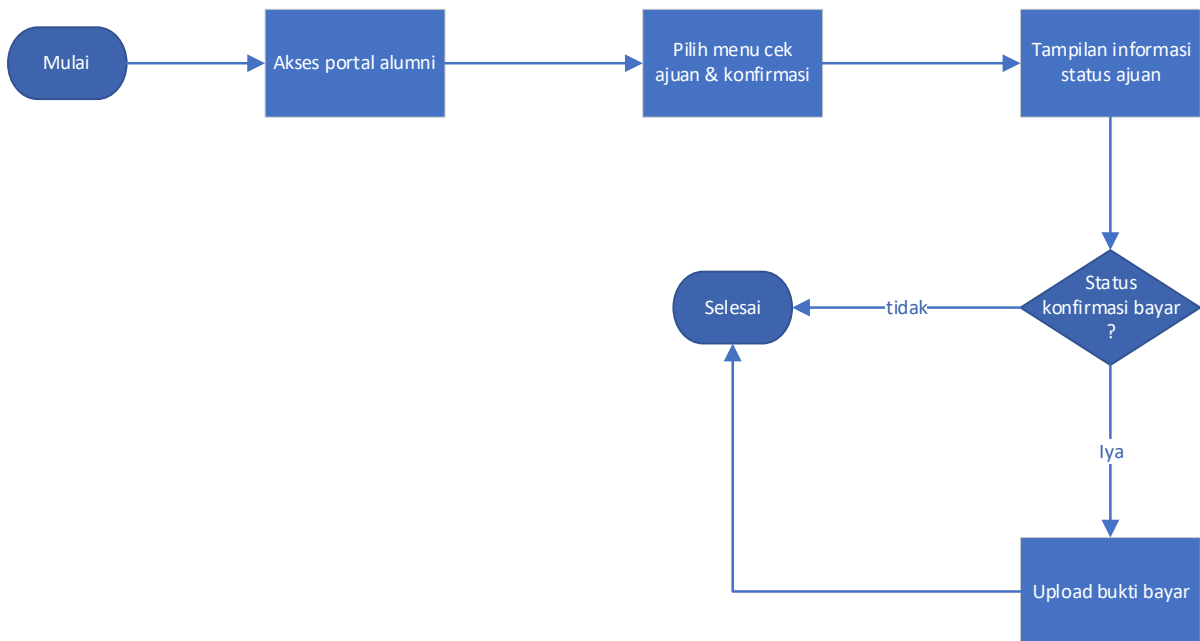 Mulai
Akses portal alumni
Pilih menu cek
ajuan & konfirmasi
Tampilan informasi
status ajuan
Status
konfirmasi bayar
?
tidak
Selesai
Iya
Upload bukti bayar